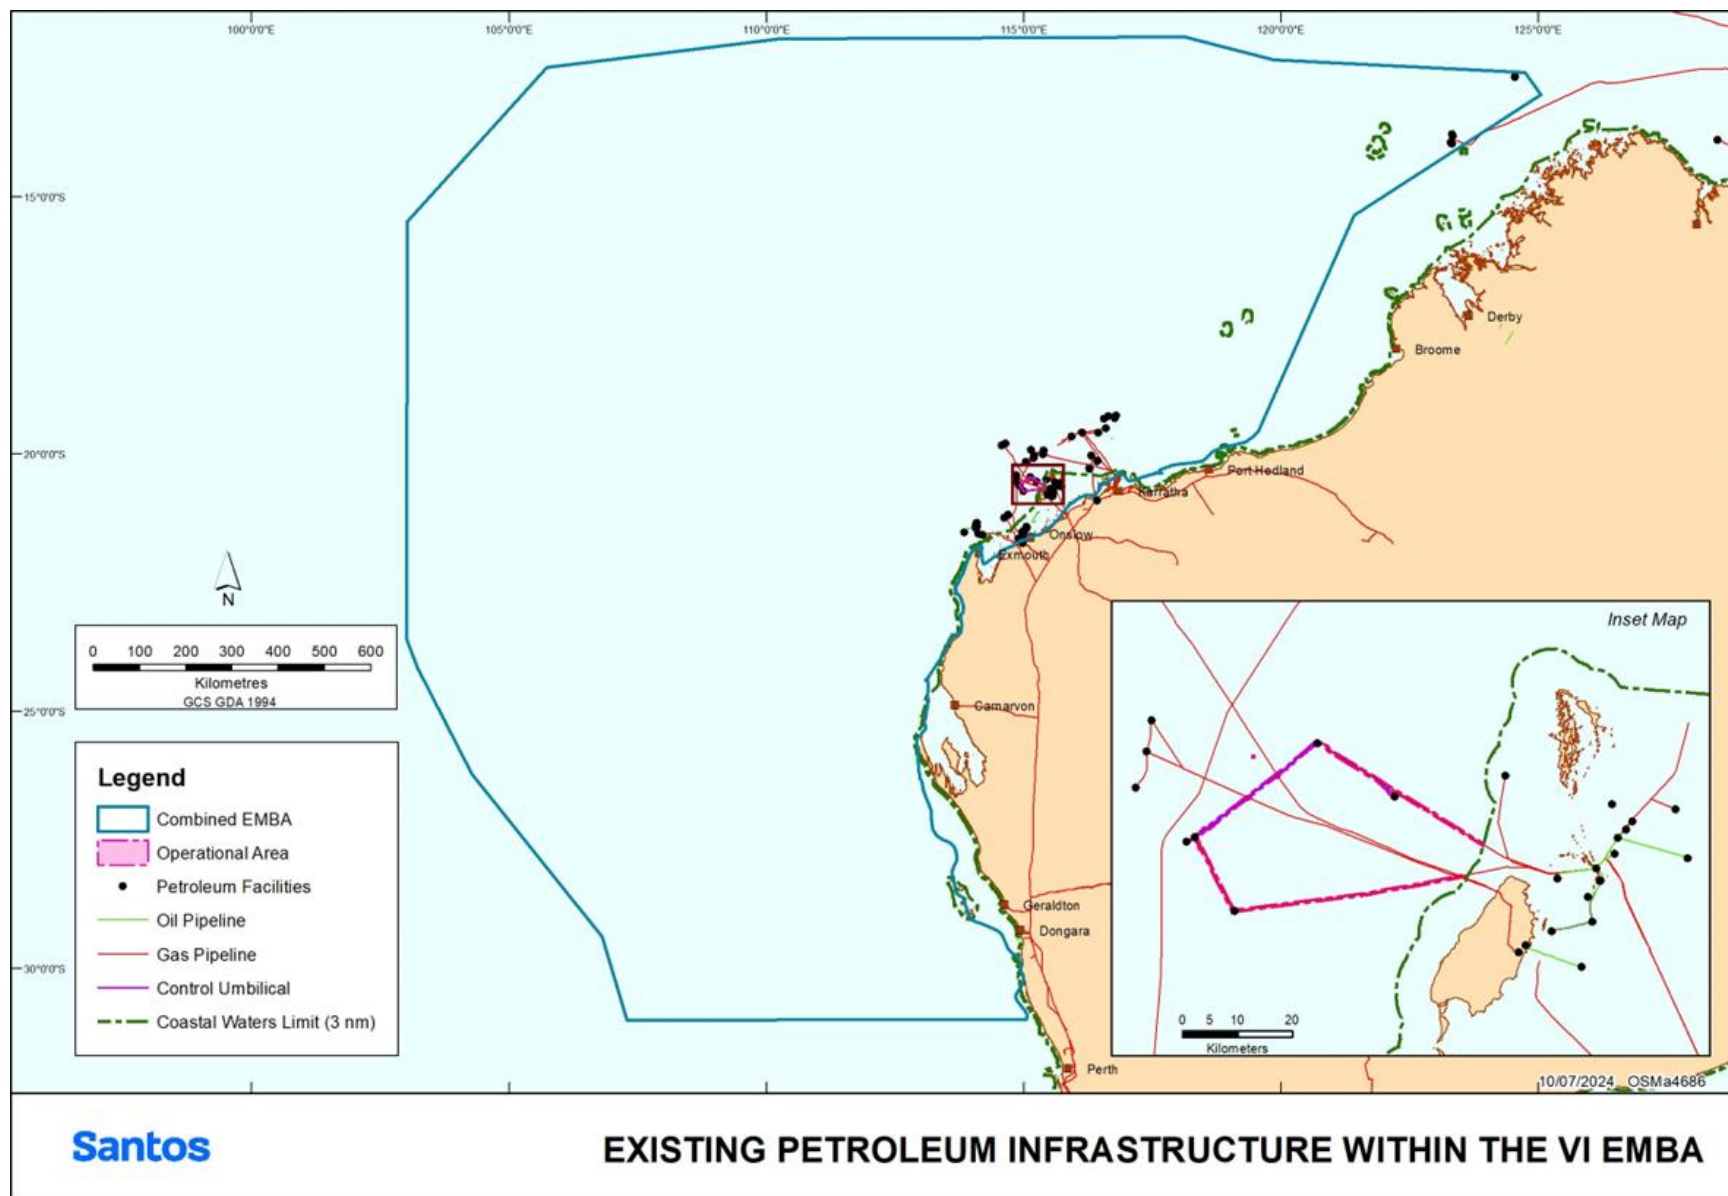 100°0'0"E 105°0'0"E 110°0'0"E 115°0'0"E 120°0'0"E 125°0'0"E
15°0'0"S
20°0'0"S
25°0'0"S
30°0'0"S
Derby
Broome
Port Hedland
Karratha
Onslow
Exmouth
Carnarvon
Geraldton
Dongara
Perth
N
0 100 200 300 400 500 600
Kilometres
GCS GDA 1994
Legend
Combined EMBA
Operational Area
Petroleum Facilities
Oil Pipeline
Gas Pipeline
Control Umbilical
Coastal Waters Limit (3 nm)
Inset Map
0 5 10 20
Kilometers
10/07/2024 OSMa4686
Santos
EXISTING PETROLEUM INFRASTRUCTURE WITHIN THE VI EMBA